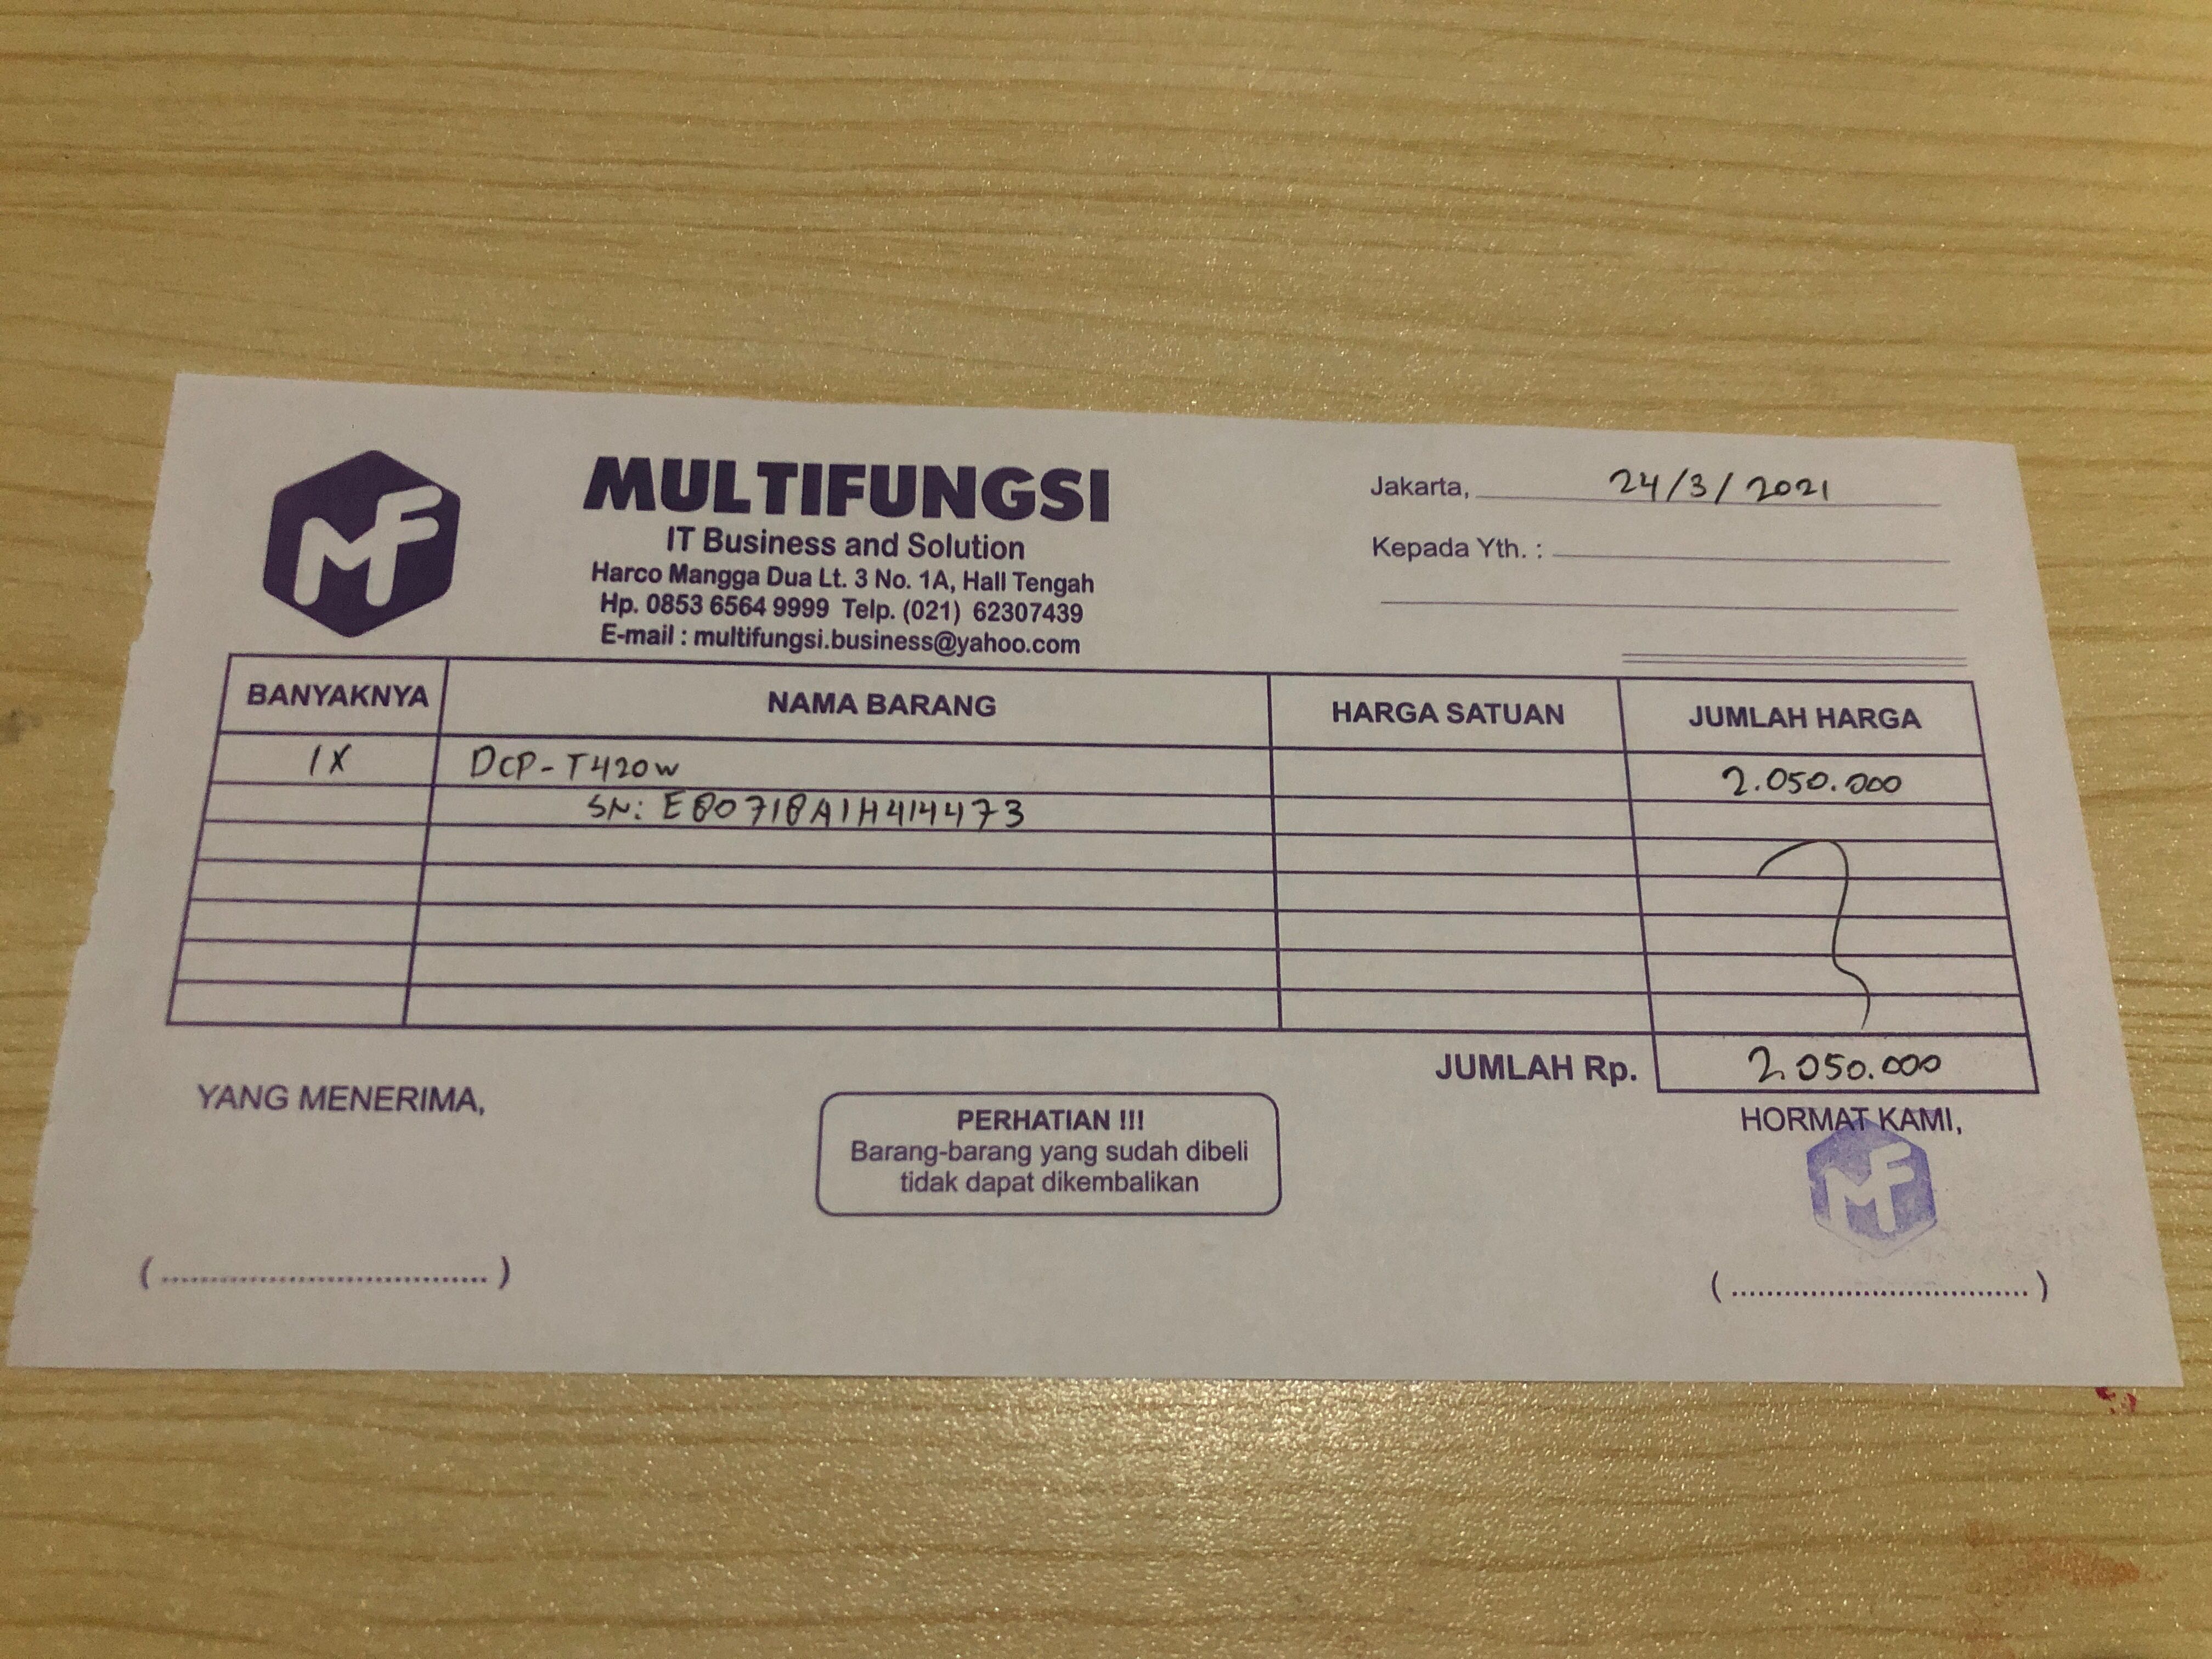 MF
MULTIFUNGSI
IT Business and Solution
Harco Mangga Dua Lt. 3 No. 1A, Hall Tengah
Hp. 0853 6564 9999 Telp. (021) 62307439
E-mail : multifungsi.business@yahoo.com
Jakarta, 24/3/2021
Kepada Yth. :
BANYAKNYA NAMA BARANG HARGA SATUAN JUMLAH HARGA
1X DCP-T420W 2.050.000
SN: E80718A1H414473
JUMLAH Rp. 2.050.000
YANG MENERIMA,
PERHATIAN !!!
Barang-barang yang sudah dibeli
tidak dapat dikembalikan
HORMAT KAMI,
MF
(..................................) (..................................)